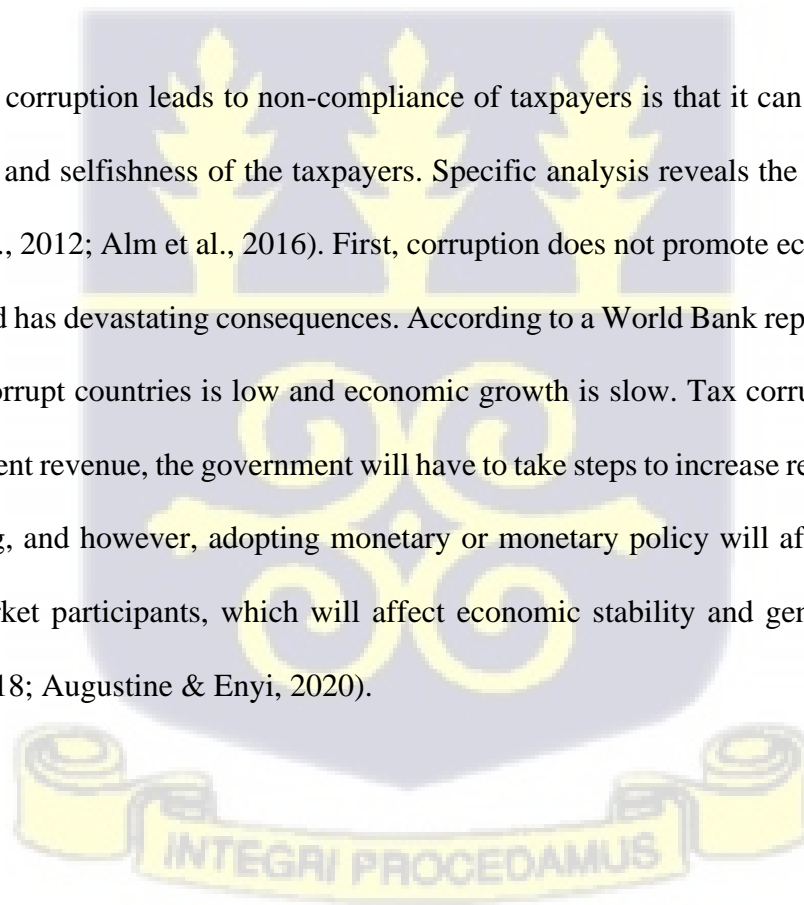 corruption leads to non-compliance of taxpayers is that it can
and selfishness of the taxpayers. Specific analysis reveals the
., 2012; Alm et al., 2016). First, corruption does not promote ec
d has devastating consequences. According to a World Bank rep
orrupt countries is low and economic growth is slow. Tax corru
ent revenue, the government will have to take steps to increase re
g, and however, adopting monetary or monetary policy will af
rket participants, which will affect economic stability and gen
18; Augustine & Enyi, 2020).
INTEGRI PROCEDAMUS